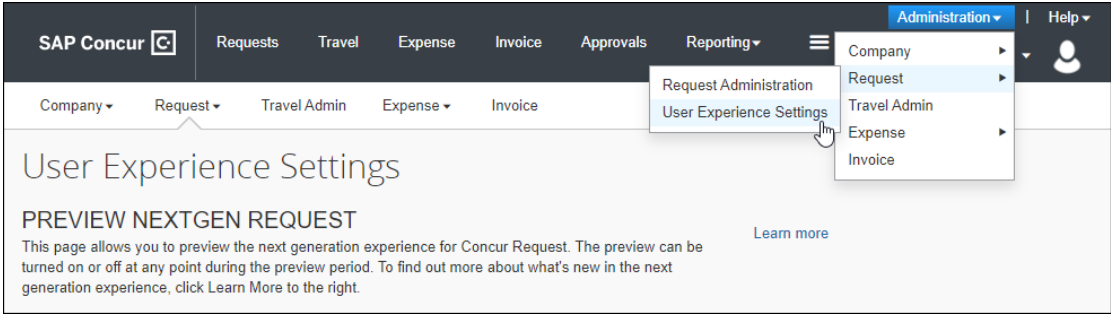 Administration | Help
SAP Concur C. Requests Travel Expense Invoice Approvals Reporting
Company
Request
Travel Admin
Expense
Invoice
Request Administration
User Experience Settings
Company Request Travel Admin Expense Invoice
User Experience Settings
PREVIEW NEXTGEN REQUEST
This page allows you to preview the next generation experience for Concur Request. The preview can be
turned on or off at any point during the preview period. To find out more about what's new in the next
generation experience, click Learn More to the right.
Learn more